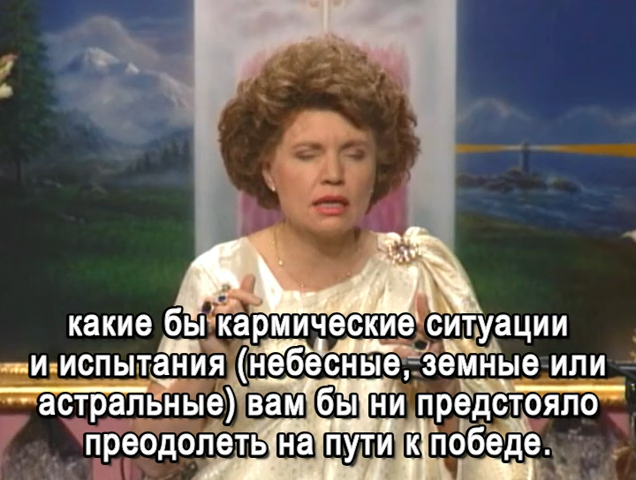 какие бы кармические ситуации
и испытания (небесные, земные или
астральные) вам бы ни предстояло
преодолеть на пути к победе.